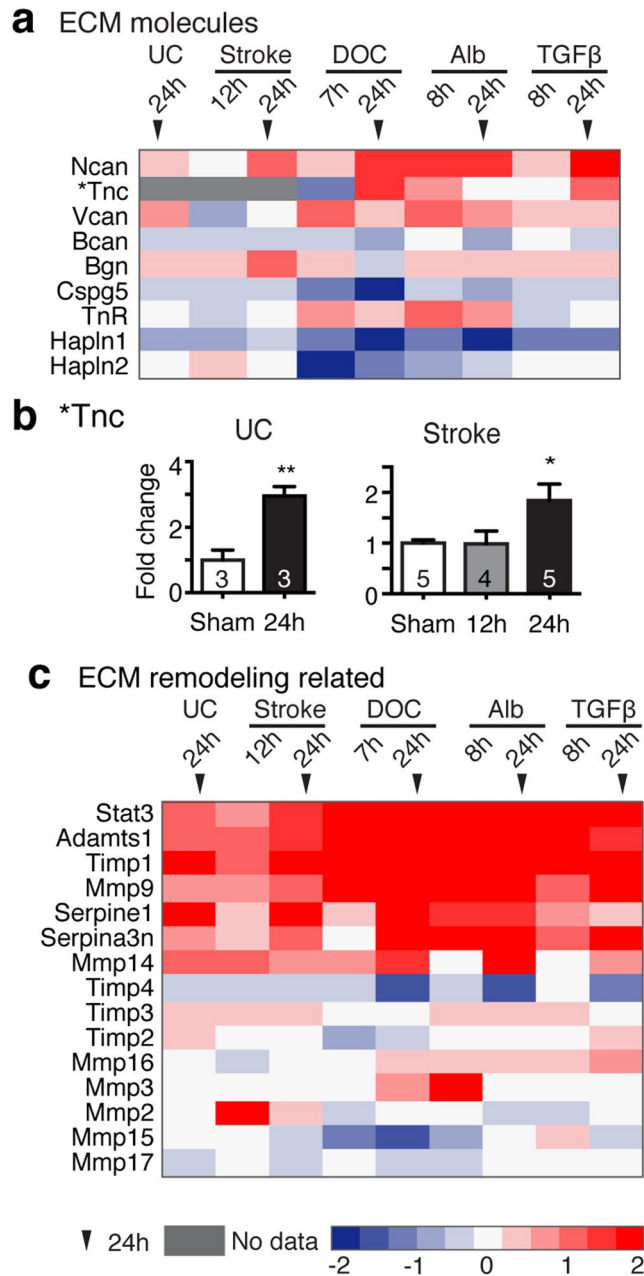 a ECM molecules
UC Stroke DOC Alb TGFβ
24h 12h 24h 7h 24h 8h 24h 8h 24h
Ncan
*Tnc
Vcan
Bcan
Bgn
Cspg5
TnR
Hapln1
Hapln2
b *Tnc
UC
Fold change
4
2
0
3 3
Sham 24h
Stroke
2
1
0
5 4 5
*
**
Sham 12h 24h
c ECM remodeling related
UC Stroke DOC Alb TGFβ
24h 12h 24h 7h 24h 8h 24h 8h 24h
Stat3
Adamts1
Timp1
Mmp9
Serpine1
Serpina3n
Mmp14
Timp4
Timp3
Timp2
Mmp16
Mmp3
Mmp2
Mmp15
Mmp17
24h No data
-2 -1 0 1 2